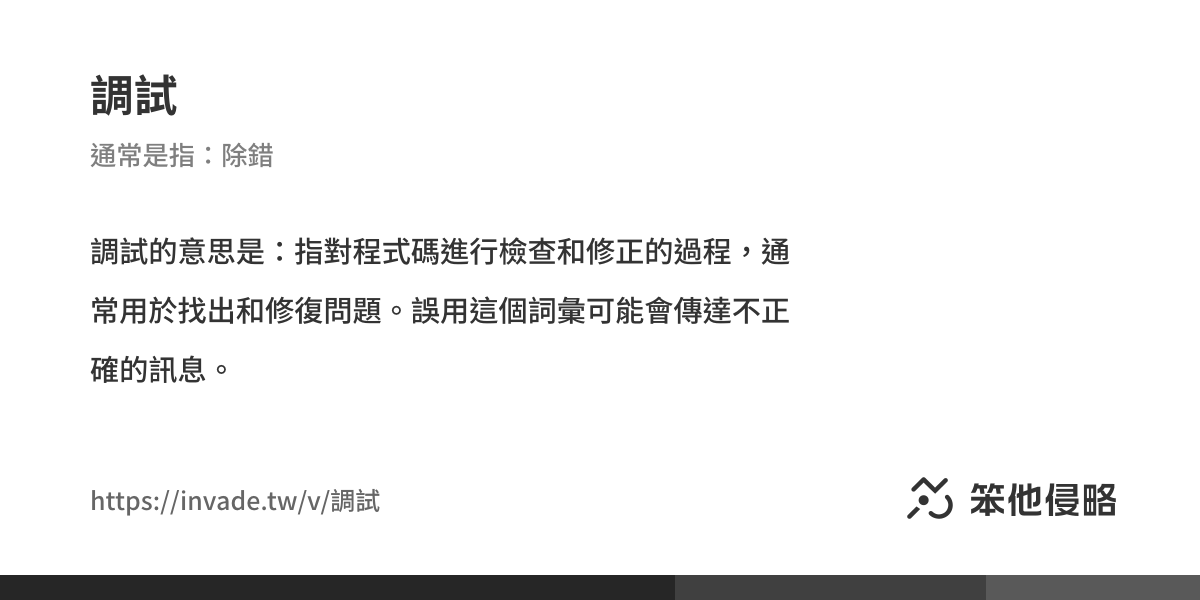 調試
通常是指：除錯
調試的意思是：指對程式碼進行檢查和修正的過程，通
常用於找出和修復問題。誤用這個詞彙可能會傳達不正
確的訊息。
https://invade.tw/v/調試
笨他侵略